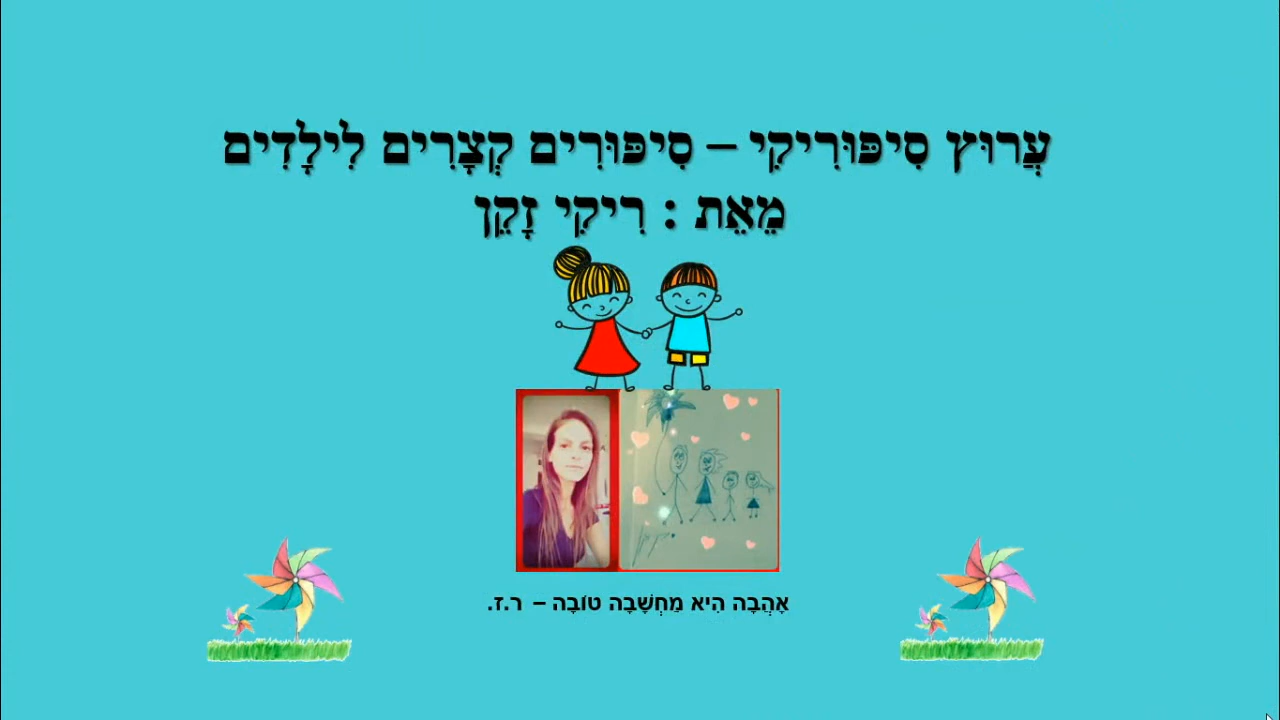 עֲרוּץ סִיפּוּרִיקִי – סִיפּוּרִים קְצָרִים לִילָדִים
מֵאֵת : רִיקִי זָקֵן
אַהֲבָה הִיא מַחְשָׁבָה טוֹבָה – ר.ז.